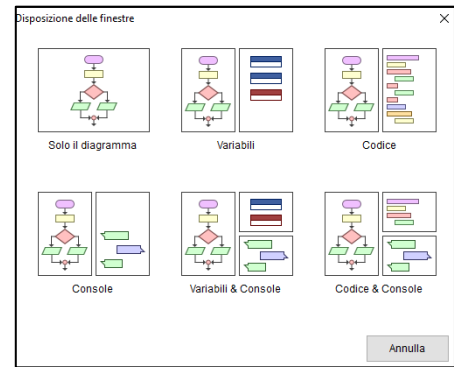 Disposizione delle finestre
Solo il diagramma
Variabili
Codice
Console
Variabili & Console
Codice & Console
Annulla